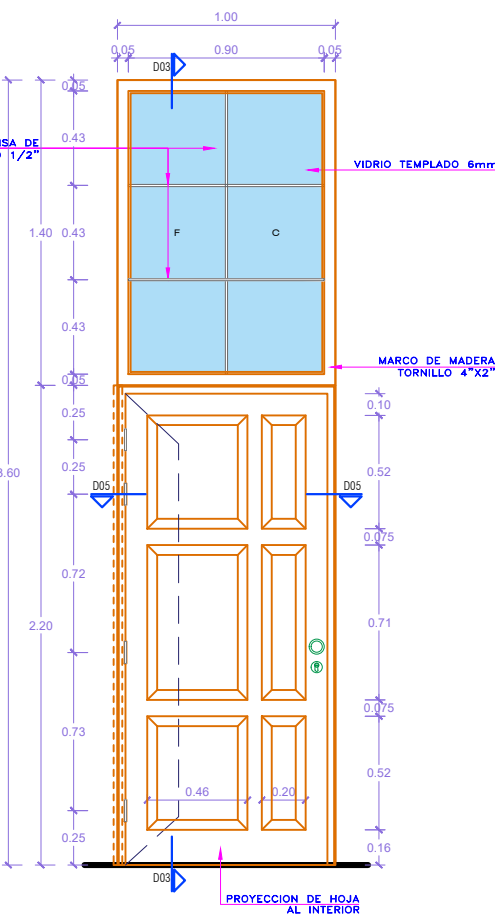 1.00
0.05 0.90 0.05
D03
0.05
0.43
VIDRIO TEMPLADO 6mm
F C
1.40 0.43
0.43
MARCO DE MADERA
TORNILLO 4"X2"
0.05
0.25
0.10
0.25
0.52
D05 D05
0.075
0.72
2.20
0.71
0.075
0.73
0.52
0.46 0.20
0.25
0.16
D03
PROYECCION DE HOJA
AL INTERIOR